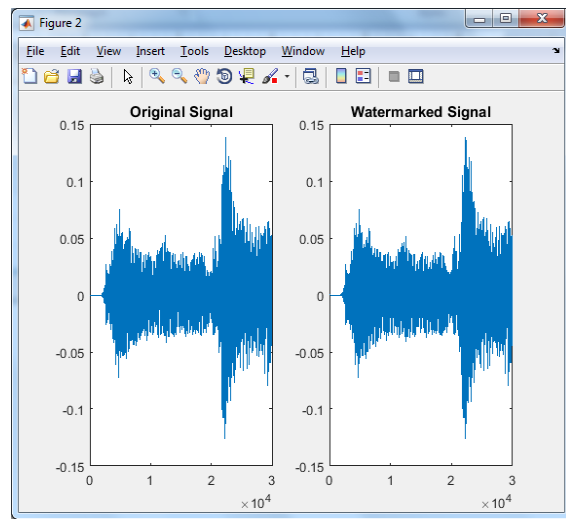 Figure 2
File Edit View Insert Tools Desktop Window Help
Original Signal
0.15
0.1
0.05
0
-0.05
-0.1
-0.15
0 1 2 3
×10^4
Watermarked Signal
0.15
0.1
0.05
0
-0.05
-0.1
-0.15
0 1 2 3
×10^4